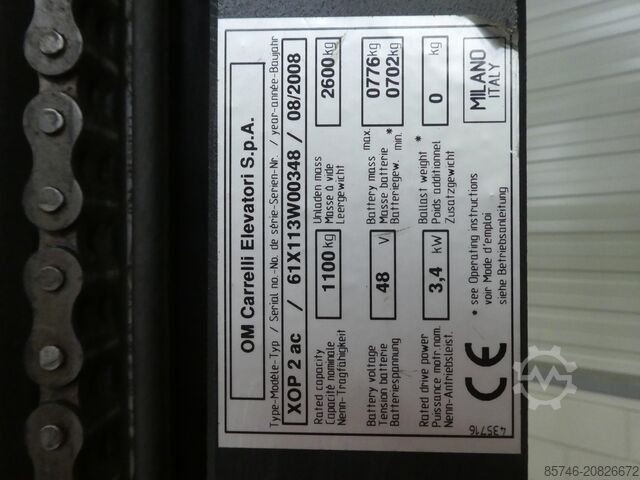 OM Carrelli Elevatori S.p.A.
Type-Modèle-Typ / Serial no.-No. de série-Serien-Nr. / year-année-Baujahr
XOP 2 ac / 61X113W00348 / 08/2008
Rated capacity
Capacité nominale
Nenn-Tragfähigkeit
1100 kg
Unladen mass
Masse à vide
Leergewicht
2600 kg
Battery voltage
Tension batterie
Batteriespannung
48 V
Battery mass max.
Masse batterie
Batteriegew. min. *
0776 kg
0702 kg
Rated drive power
Puissance motr.nom.
Nenn-Antriebsleist.
3,4 kW
Ballast weight *
Poids additionnel
Zusatzgewicht
0 kg
CE
* see Operating instructions
voir Mode d'emploi
siehe Betriebsanleitung
MILANO
ITALY
435716
85746-20826672